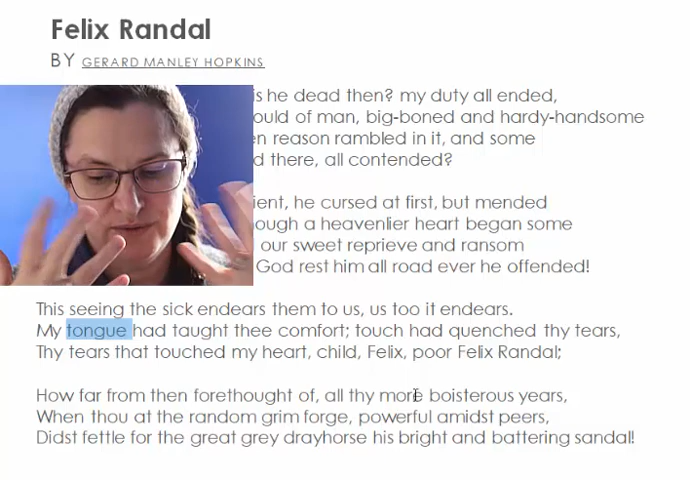 Felix Randal
BY GERARD MANLEY HOPKINS
is he dead then? my duty all ended,
ould of man, big-boned and hardy-handsome
en reason rambled in it, and some
d there, all contended?
ient, he cursed at first, but mended
ough a heavenlier heart began some
our sweet reprieve and ransom
God rest him all road ever he offended!
This seeing the sick endears them to us, us too it endears.
My tongue had taught thee comfort; touch had quenched thy tears,
Thy tears that touched my heart, child, Felix, poor Felix Randal;
How far from then forethought of, all thy more boisterous years,
When thou at the random grim forge, powerful amidst peers,
Didst fettle for the great grey drayhorse his bright and battering sandal!